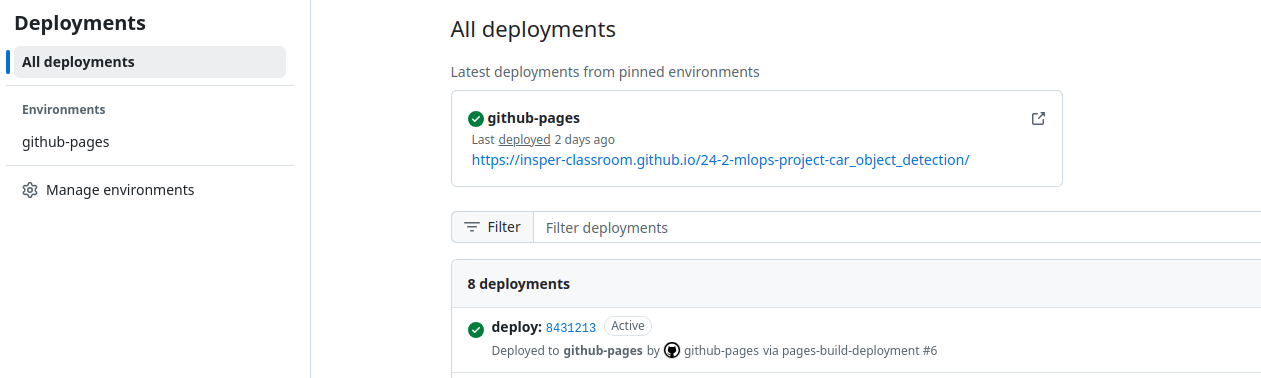 Deployments
All deployments
Environments
github-pages
Manage environments
All deployments
Latest deployments from pinned environments
github-pages
Last deployed 2 days ago
https://insper-classroom.github.io/24-2-mlops-project-car_object_detection/
Filter
Filter deployments
8 deployments
deploy: 8431213 Active
Deployed to github-pages by github-pages via pages-build-deployment #6